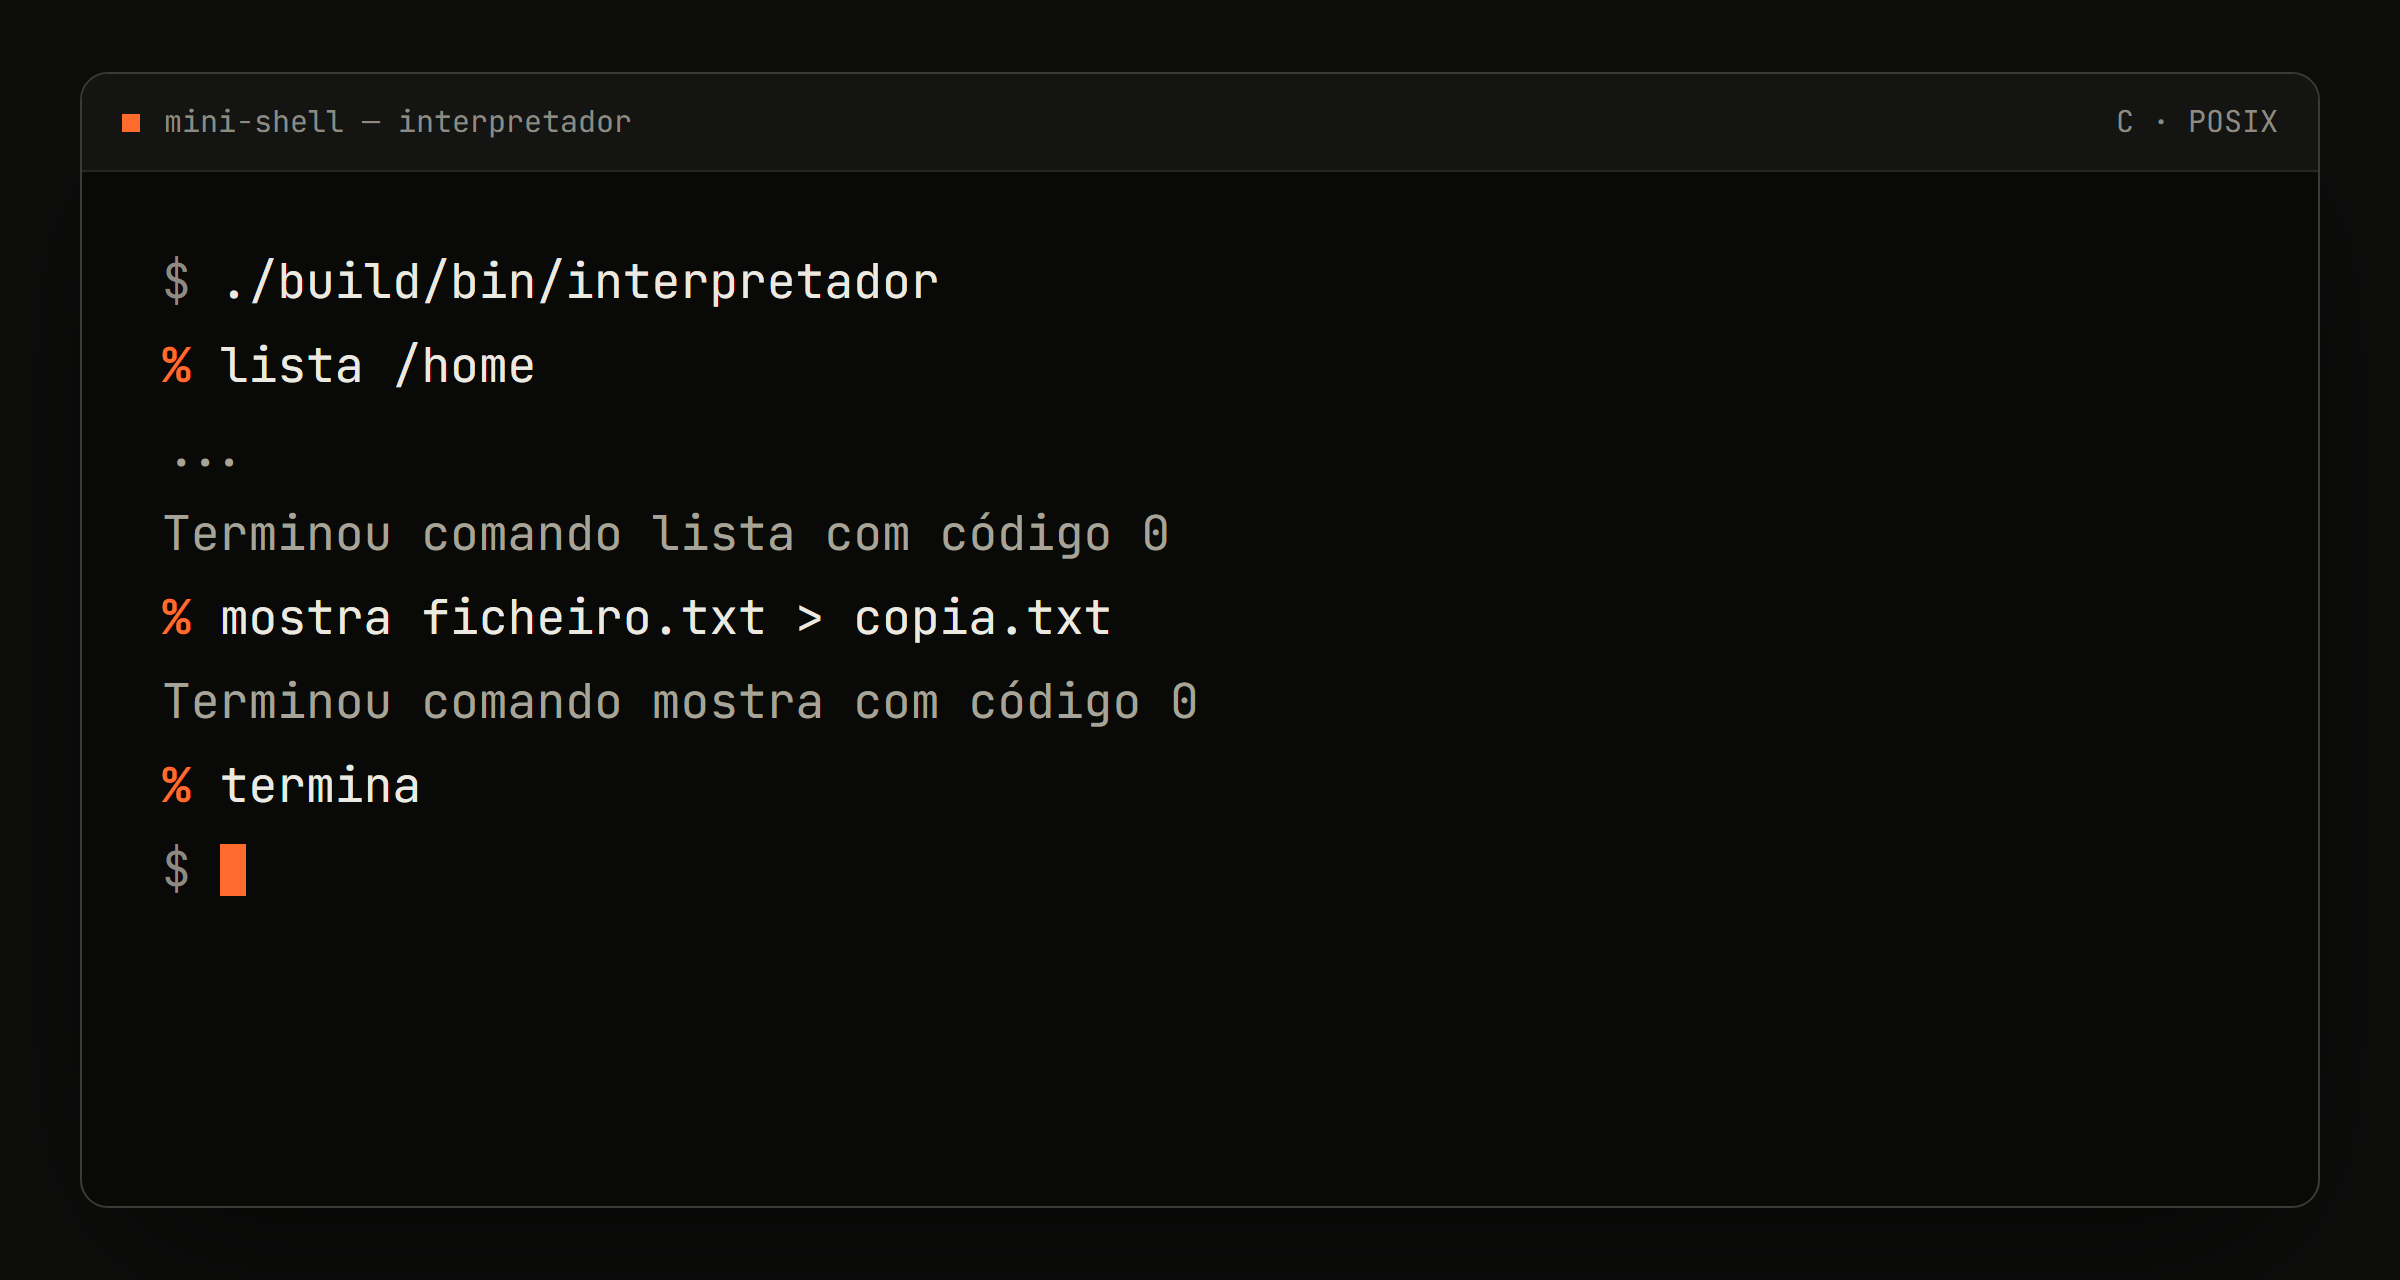 mini-shell — interpretador
C · POSIX
$ ./build/bin/interpretador
% lista /home
...
Terminou comando lista com código 0
% mostra ficheiro.txt > copia.txt
Terminou comando mostra com código 0
% termina
$